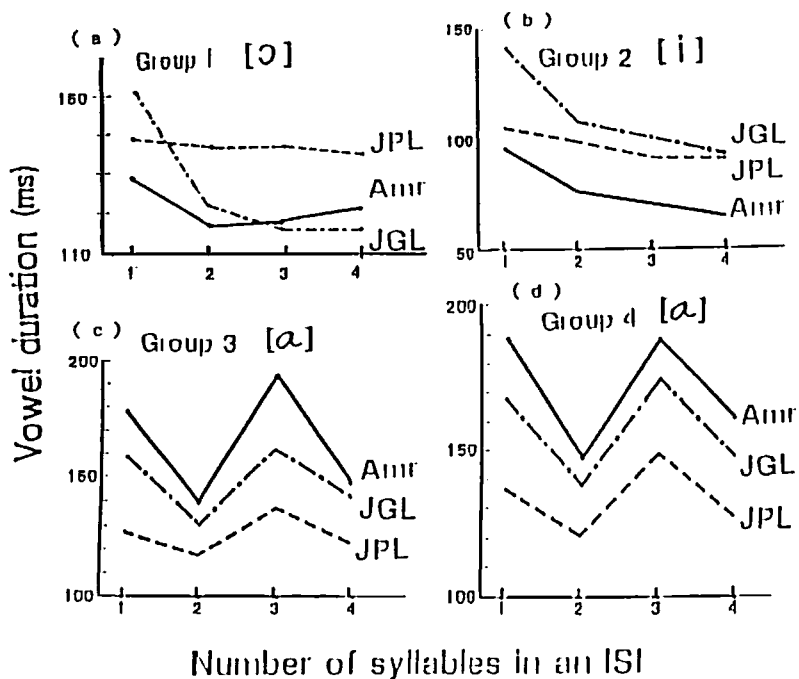 ( a )
Group 1 [ɔ]
150
110
1 2 3 4
JPL
Amr
JGL
( b )
Group 2 [i]
150
100
50
1 2 3 4
JGL
JPL
Amr
Vowel duration (ms)
( c )
Group 3 [a]
200
150
100
1 2 3 4
Amr
JGL
JPL
( d )
Group 4 [a]
200
150
100
1 2 3 4
Amr
JGL
JPL
Number of syllables in an ISI